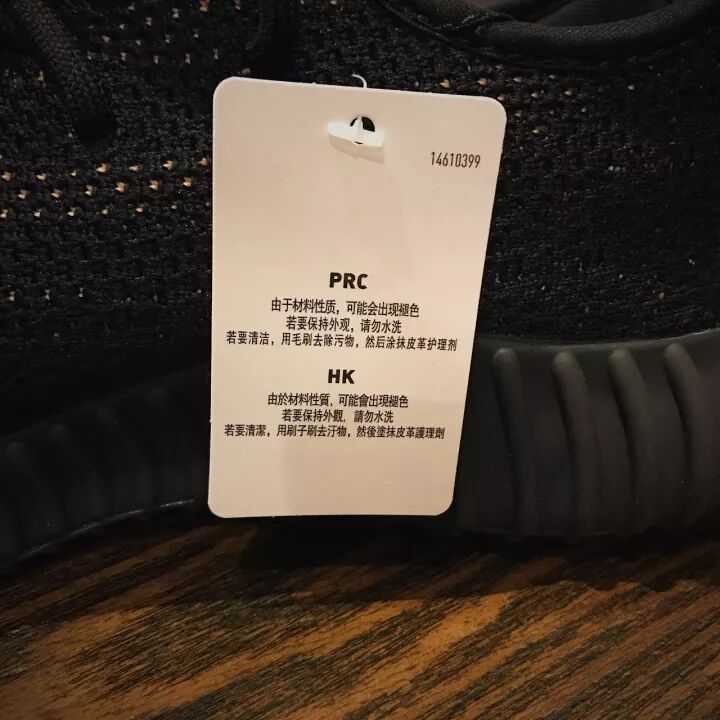 14610399
PRC
由于材料性质，可能会出现褪色
若要保持外观，请勿水洗
若要清洁，用毛刷去除污物，然后涂抹皮革护理剂
HK
由於材料性質，可能會出現褪色
若要保持外觀，請勿水洗
若要清潔，用刷子刷去汙物，然後塗抹皮革護理劑